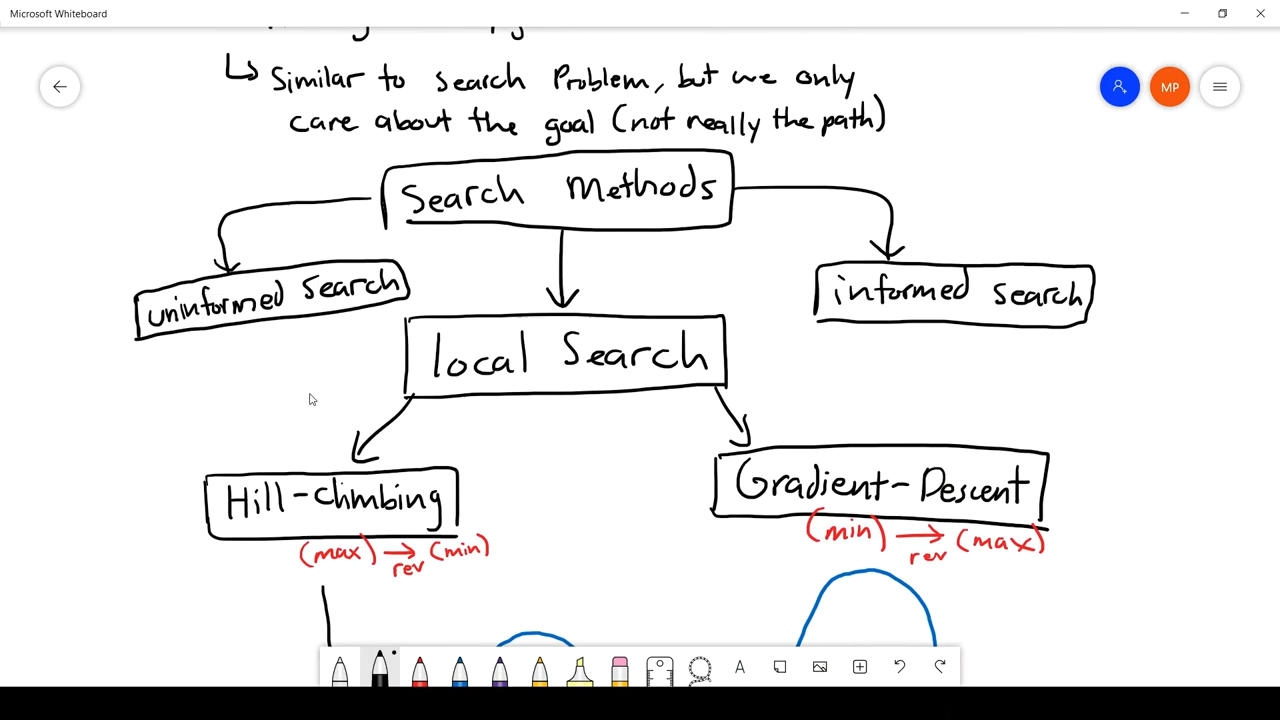 Microsoft Whiteboard
↳ Similar to search Problem, but we only
care about the goal (not really the path)
MP
Search Methods
uninformed search
informed search
local Search
Hill-climbing
Gradient-Descent
(max) → (min)
rev
(min) → (max)
rev
A